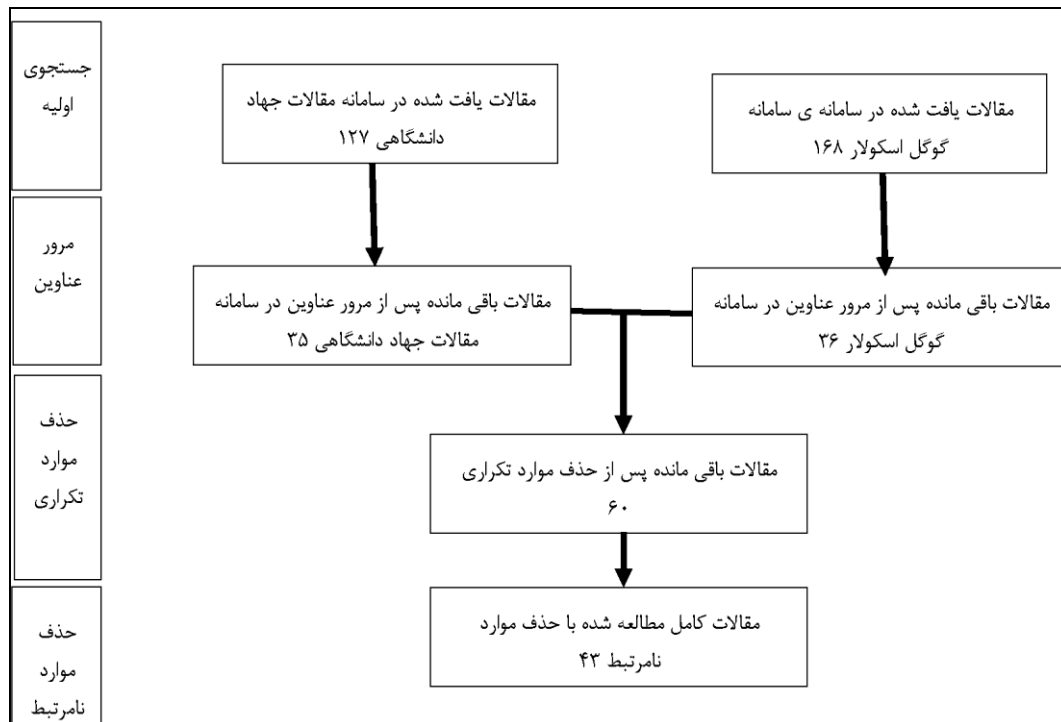 جستجوی
اولیه
مقالات یافت شده در سامانه ی سامانه
گوگل اسکولار ۱۶۸
مقالات یافت شده در سامانه مقالات جهاد
دانشگاهی ۱۲۷
مرور
عناوین
مقالات باقی مانده پس از مرور عناوین در سامانه
گوگل اسکولار ۳۶
مقالات باقی مانده پس از مرور عناوین در سامانه
مقالات جهاد دانشگاهی ۳۵
حذف
موارد
تکراری
مقالات باقی مانده پس از حذف موارد تکراری
۶۰
حذف
موارد
نامرتبط
مقالات کامل مطالعه شده با حذف موارد
نامرتبط ۴۳